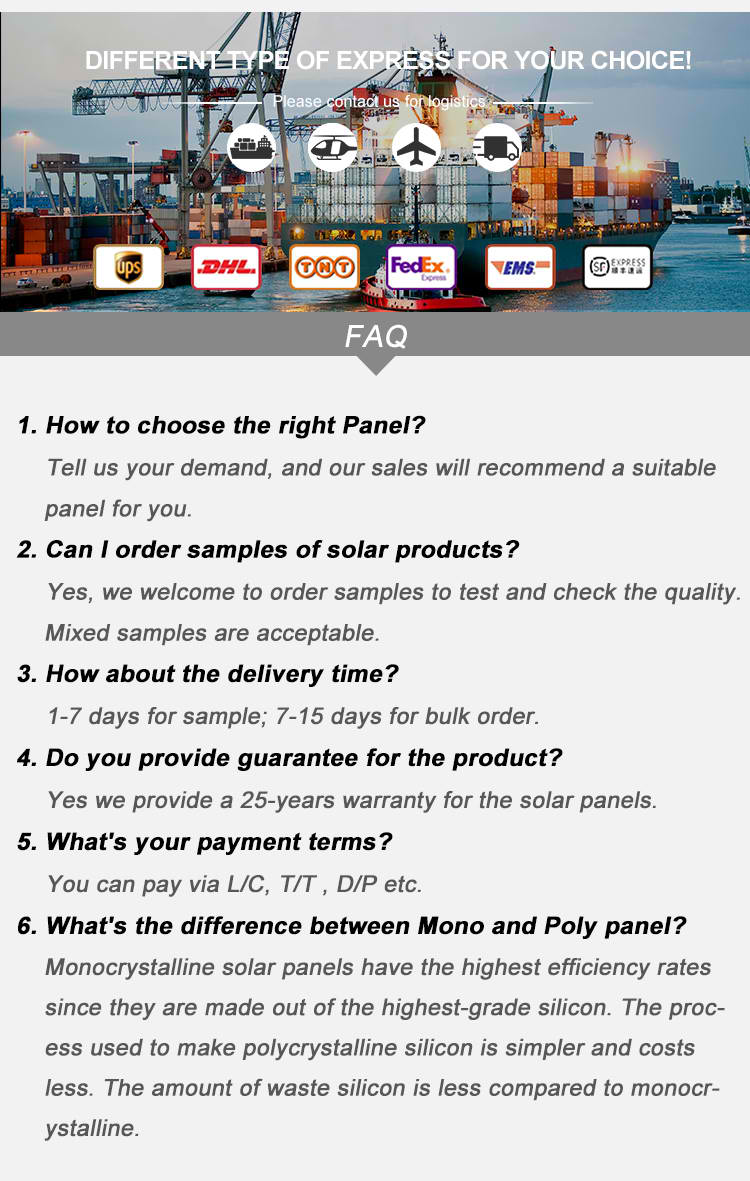 DIFFERENT TYPE OF EXPRESS FOR YOUR CHOICE!
Please contact us for logistics
UPS DHL TNT FedEx Express EMS SF EXPRESS 顺丰速运
FAQ
1. How to choose the right Panel?
Tell us your demand, and our sales will recommend a suitable
panel for you.
2. Can I order samples of solar products?
Yes, we welcome to order samples to test and check the quality.
Mixed samples are acceptable.
3. How about the delivery time?
1-7 days for sample; 7-15 days for bulk order.
4. Do you provide guarantee for the product?
Yes we provide a 25-years warranty for the solar panels.
5. What's your payment terms?
You can pay via L/C, T/T , D/P etc.
6. What's the difference between Mono and Poly panel?
Monocrystalline solar panels have the highest efficiency rates
since they are made out of the highest-grade silicon. The proc-
ess used to make polycrystalline silicon is simpler and costs
less. The amount of waste silicon is less compared to monocr-
ystalline.